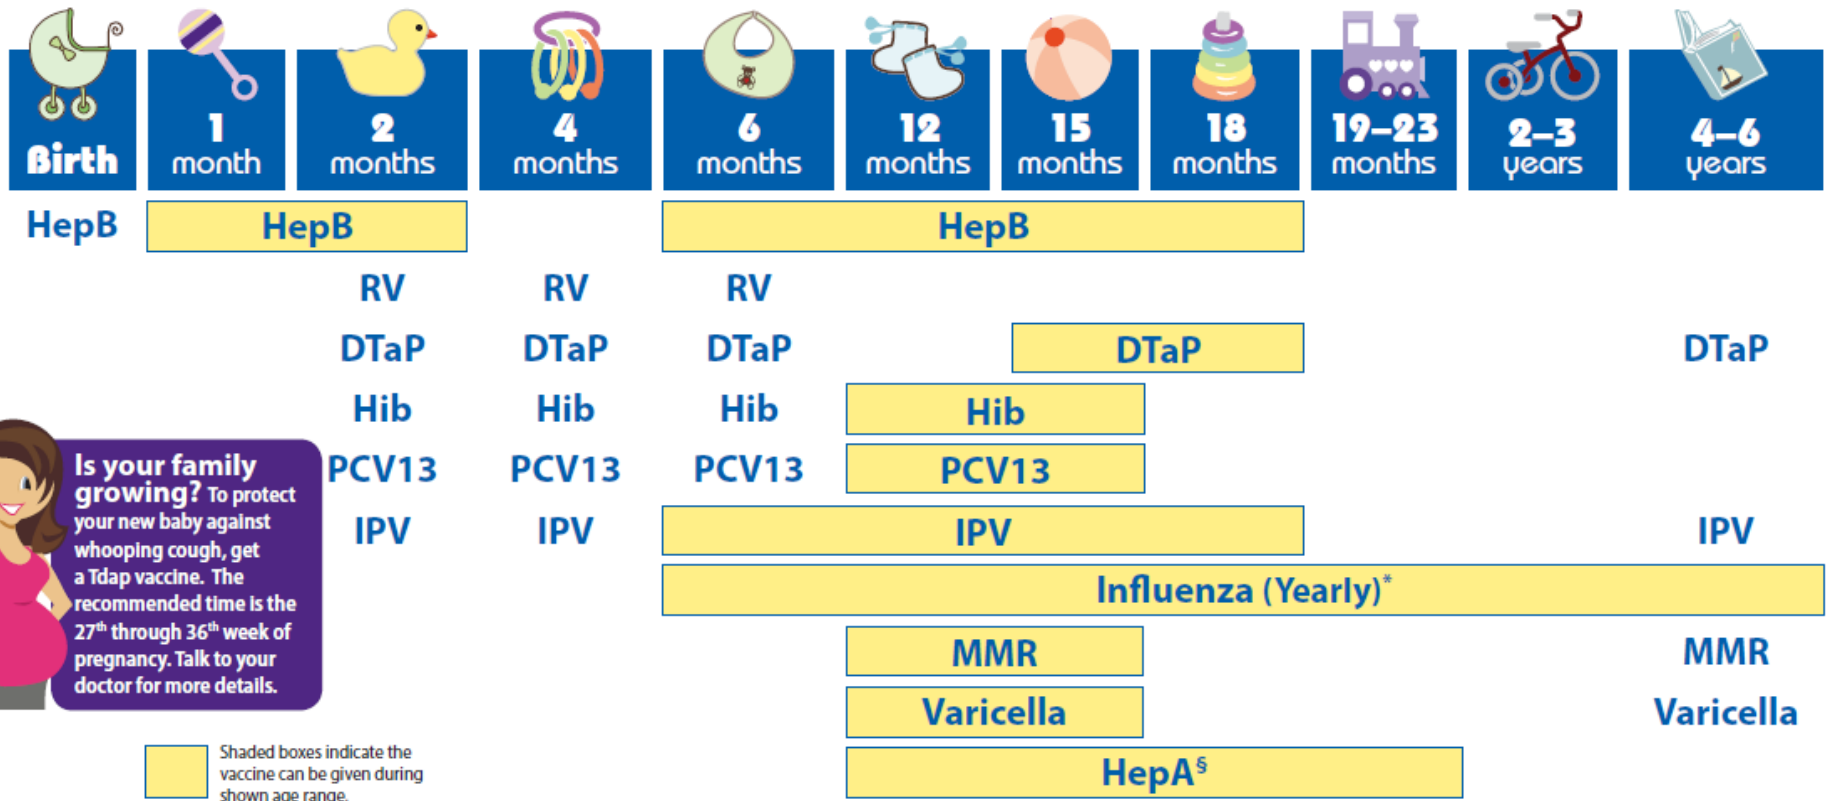 Birth
1
month
2
months
4
months
6
months
12
months
15
months
18
months
19–23
months
2–3
years
4–6
years
HepB HepB HepB
RV RV RV
DTaP DTaP DTaP DTaP DTaP
Hib Hib Hib Hib
PCV13 PCV13 PCV13 PCV13
IPV IPV IPV IPV
Influenza (Yearly)*
MMR MMR
Varicella Varicella
HepA§
Is your family
growing? To protect
your new baby against
whooping cough, get
a Tdap vaccine. The
recommended time is the
27th through 36th week of
pregnancy. Talk to your
doctor for more details.
Shaded boxes indicate the
vaccine can be given during
shown age range.